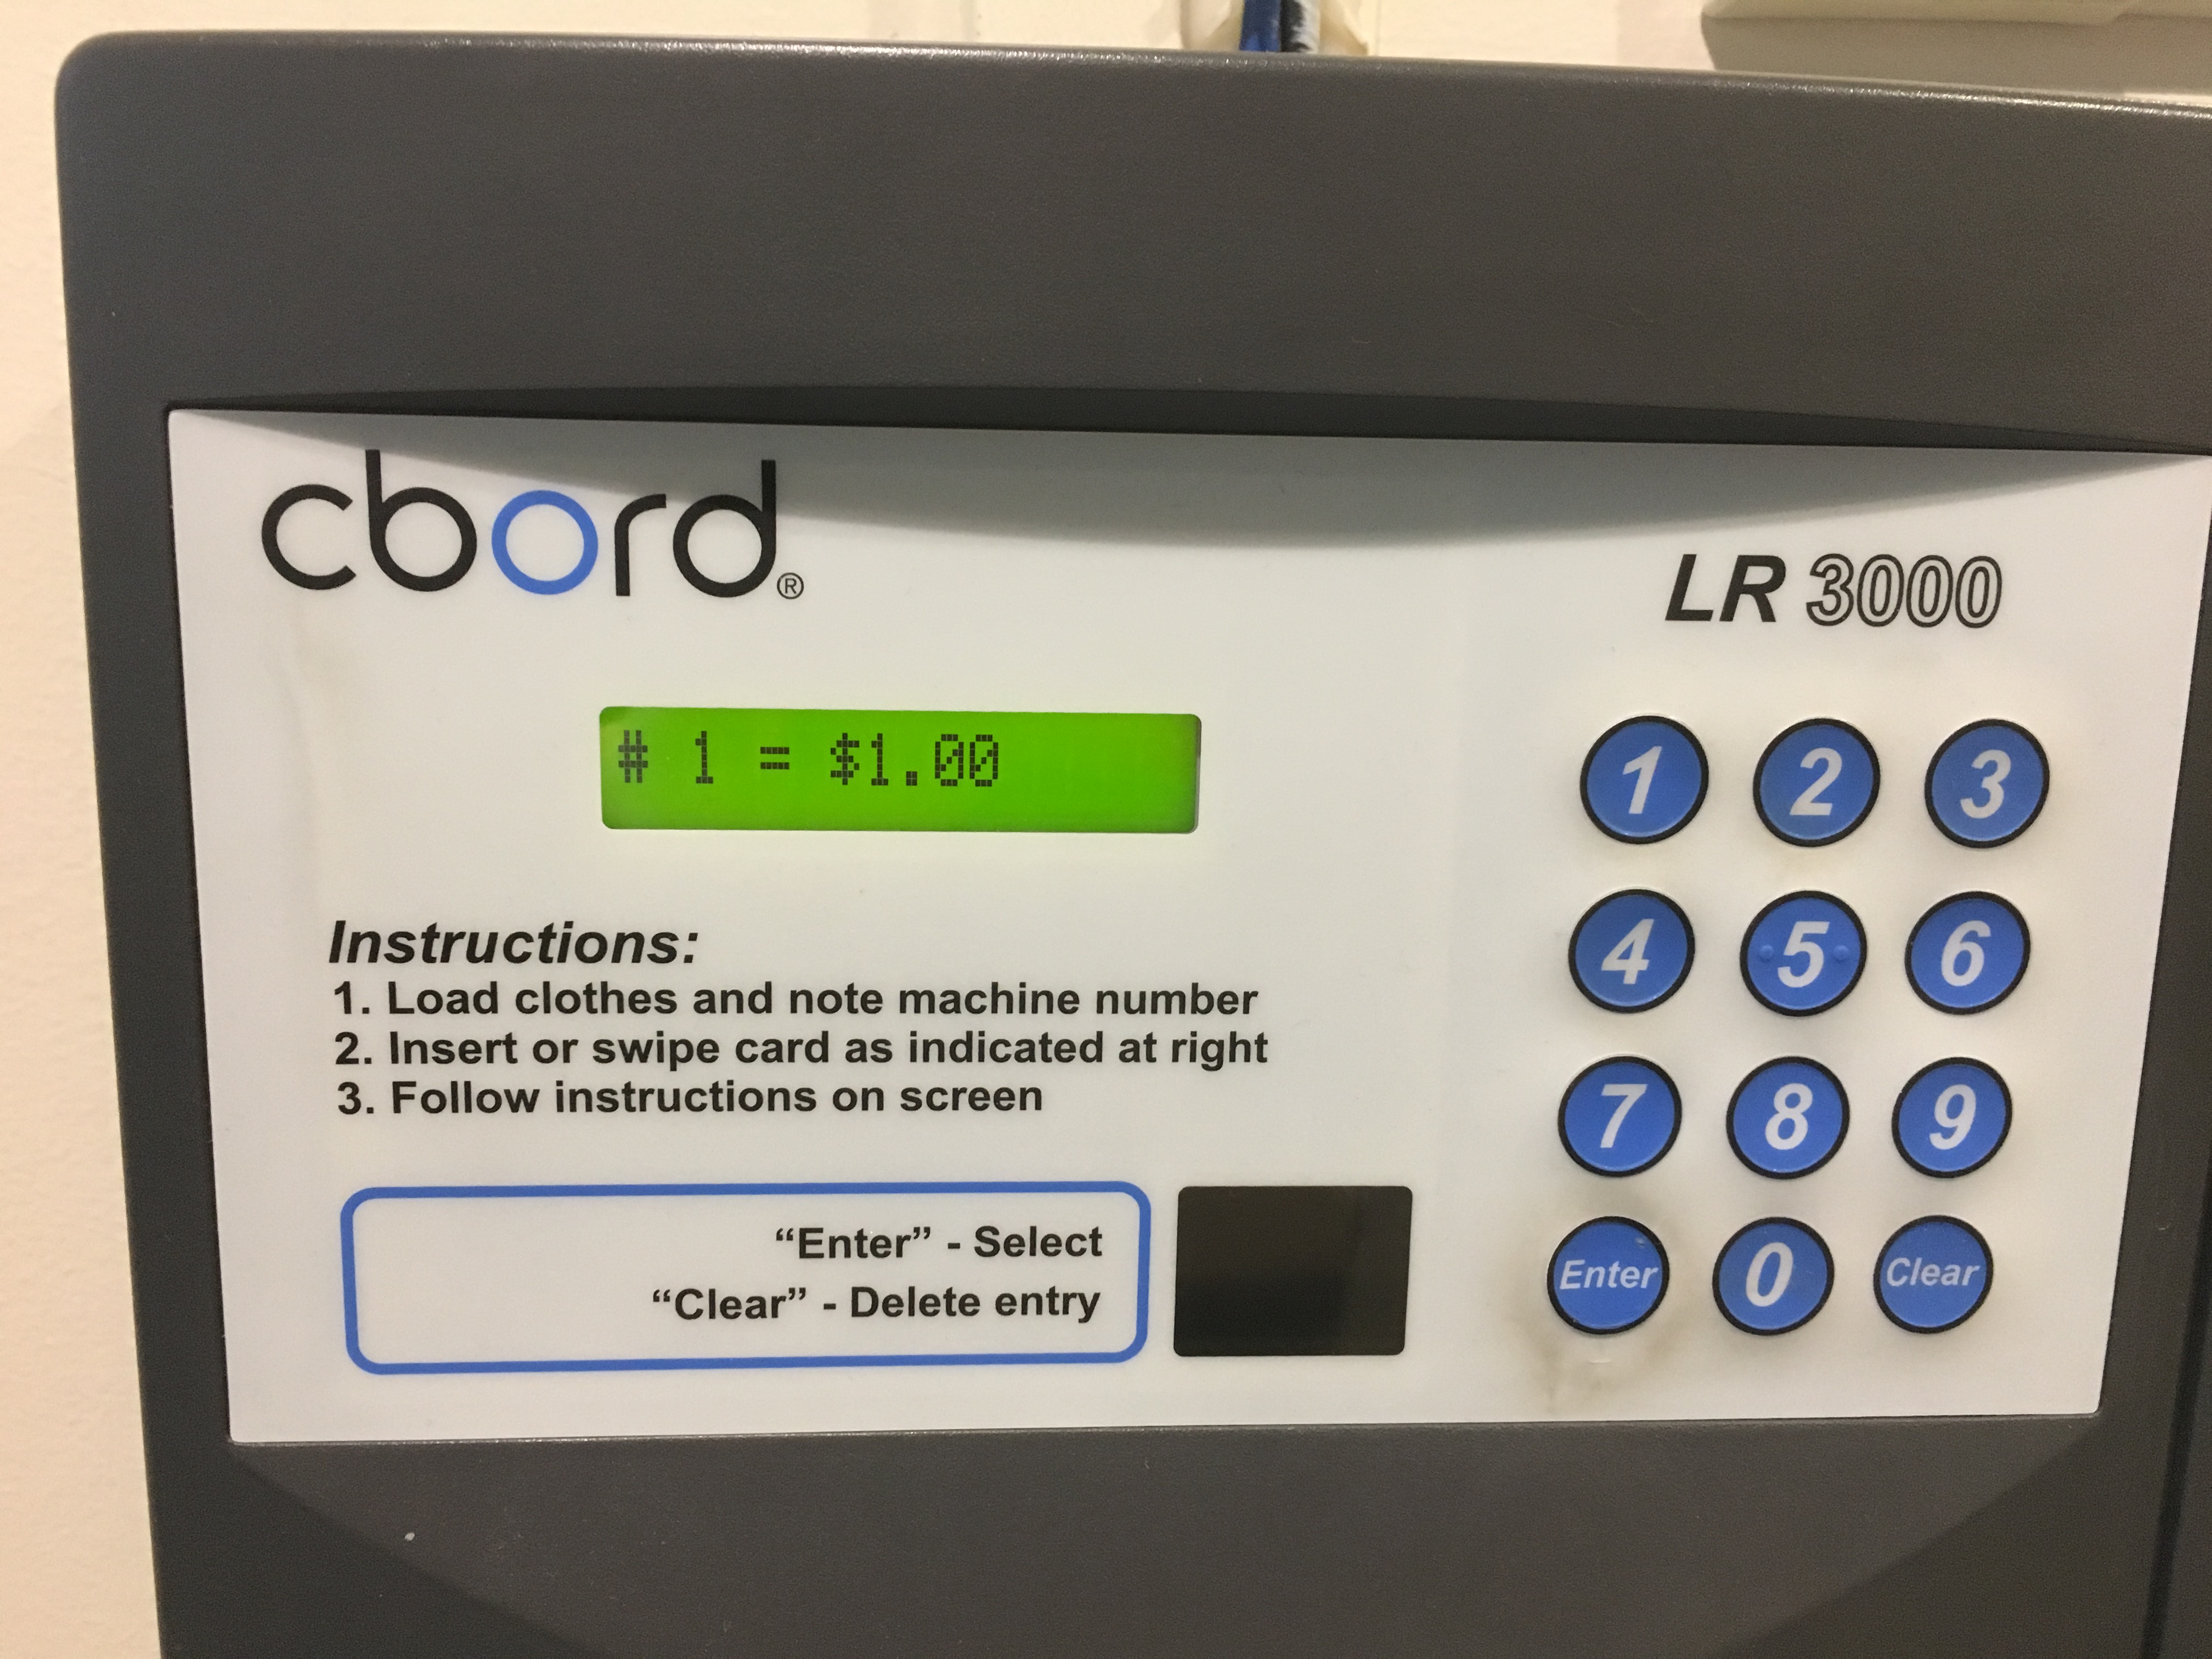 cbord®
LR 3000
# 1 = $1.00
1 2 3
4 5 6
7 8 9
Enter 0 Clear
Instructions:
1. Load clothes and note machine number
2. Insert or swipe card as indicated at right
3. Follow instructions on screen
“Enter” - Select
“Clear” - Delete entry